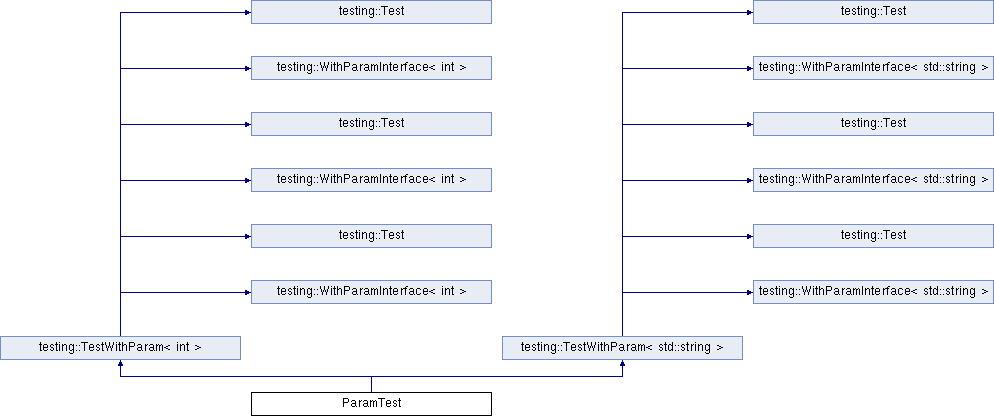 testing::Test
testing::Test
testing::WithParamInterface< int >
testing::WithParamInterface< std::string >
testing::Test
testing::Test
testing::WithParamInterface< int >
testing::WithParamInterface< std::string >
testing::Test
testing::Test
testing::WithParamInterface< int >
testing::WithParamInterface< std::string >
testing::TestWithParam< int >
testing::TestWithParam< std::string >
ParamTest